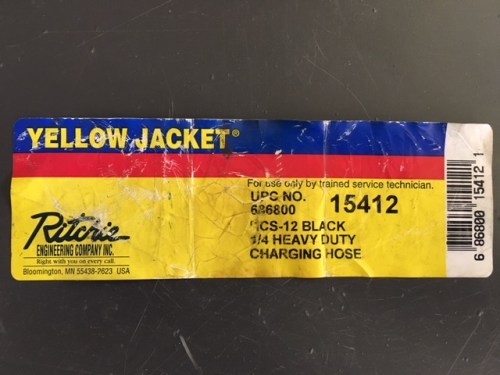 YELLOW JACKET®
For use only by trained service technician.
UPC NO. 15412
686800
1CS-12 BLACK
1/4 HEAVY DUTY
CHARGING HOSE
Ritchie
ENGINEERING COMPANY INC.
Right with you on every call.
Bloomington, MN 55438-2623 USA
6 86800 15412 1